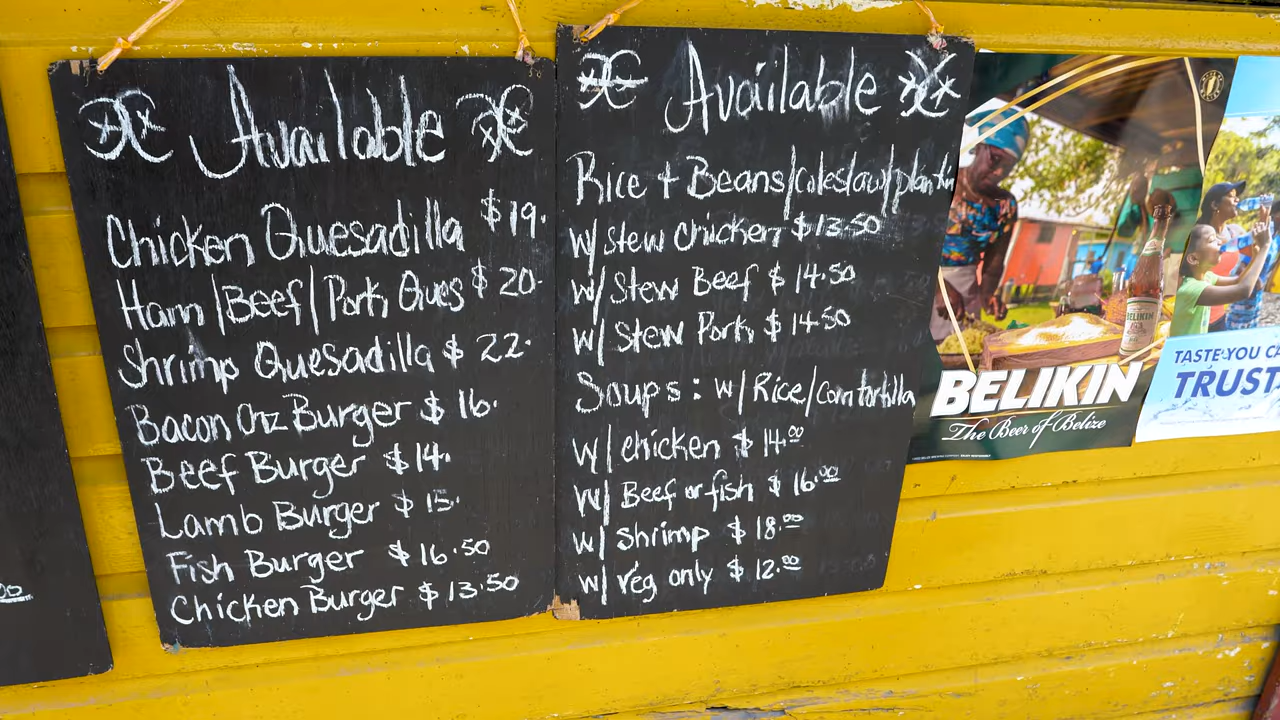 Available
Chicken Quesadilla $19.
Ham/Beef/Pork Ques $20.
Shrimp Quesadilla $22.
Bacon Chz Burger $16.
Beef Burger $14.
Lamb Burger $15.
Fish Burger $16.50
Chicken Burger $13.50
Available
Rice + Beans/Coleslaw/plantin
w/ Stew Chicken $13.50
w/ Stew Beef $14.50
w/ Stew Pork $14.50
Soups: w/ Rice/corn tortilla
w/ chicken $14.00
w/ Beef or fish $16.00
w/ shrimp $18.00
w/ veg only $12.00
BELIKIN
BELIKIN
The Beer of Belize
TASTE YOU CA
TRUST